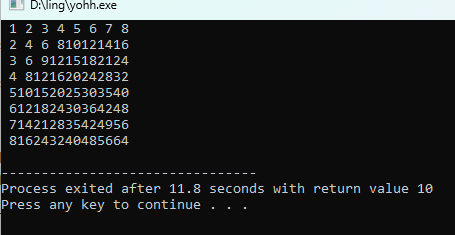 D:\ling\yohh.exe
1 2 3 4 5 6 7 8
2 4 6 810121416
3 6 91215182124
4 8121620242832
510152025303540
612182430364248
714212835424956
816243240485664
--------------------------------
Process exited after 11.8 seconds with return value 10
Press any key to continue . . .